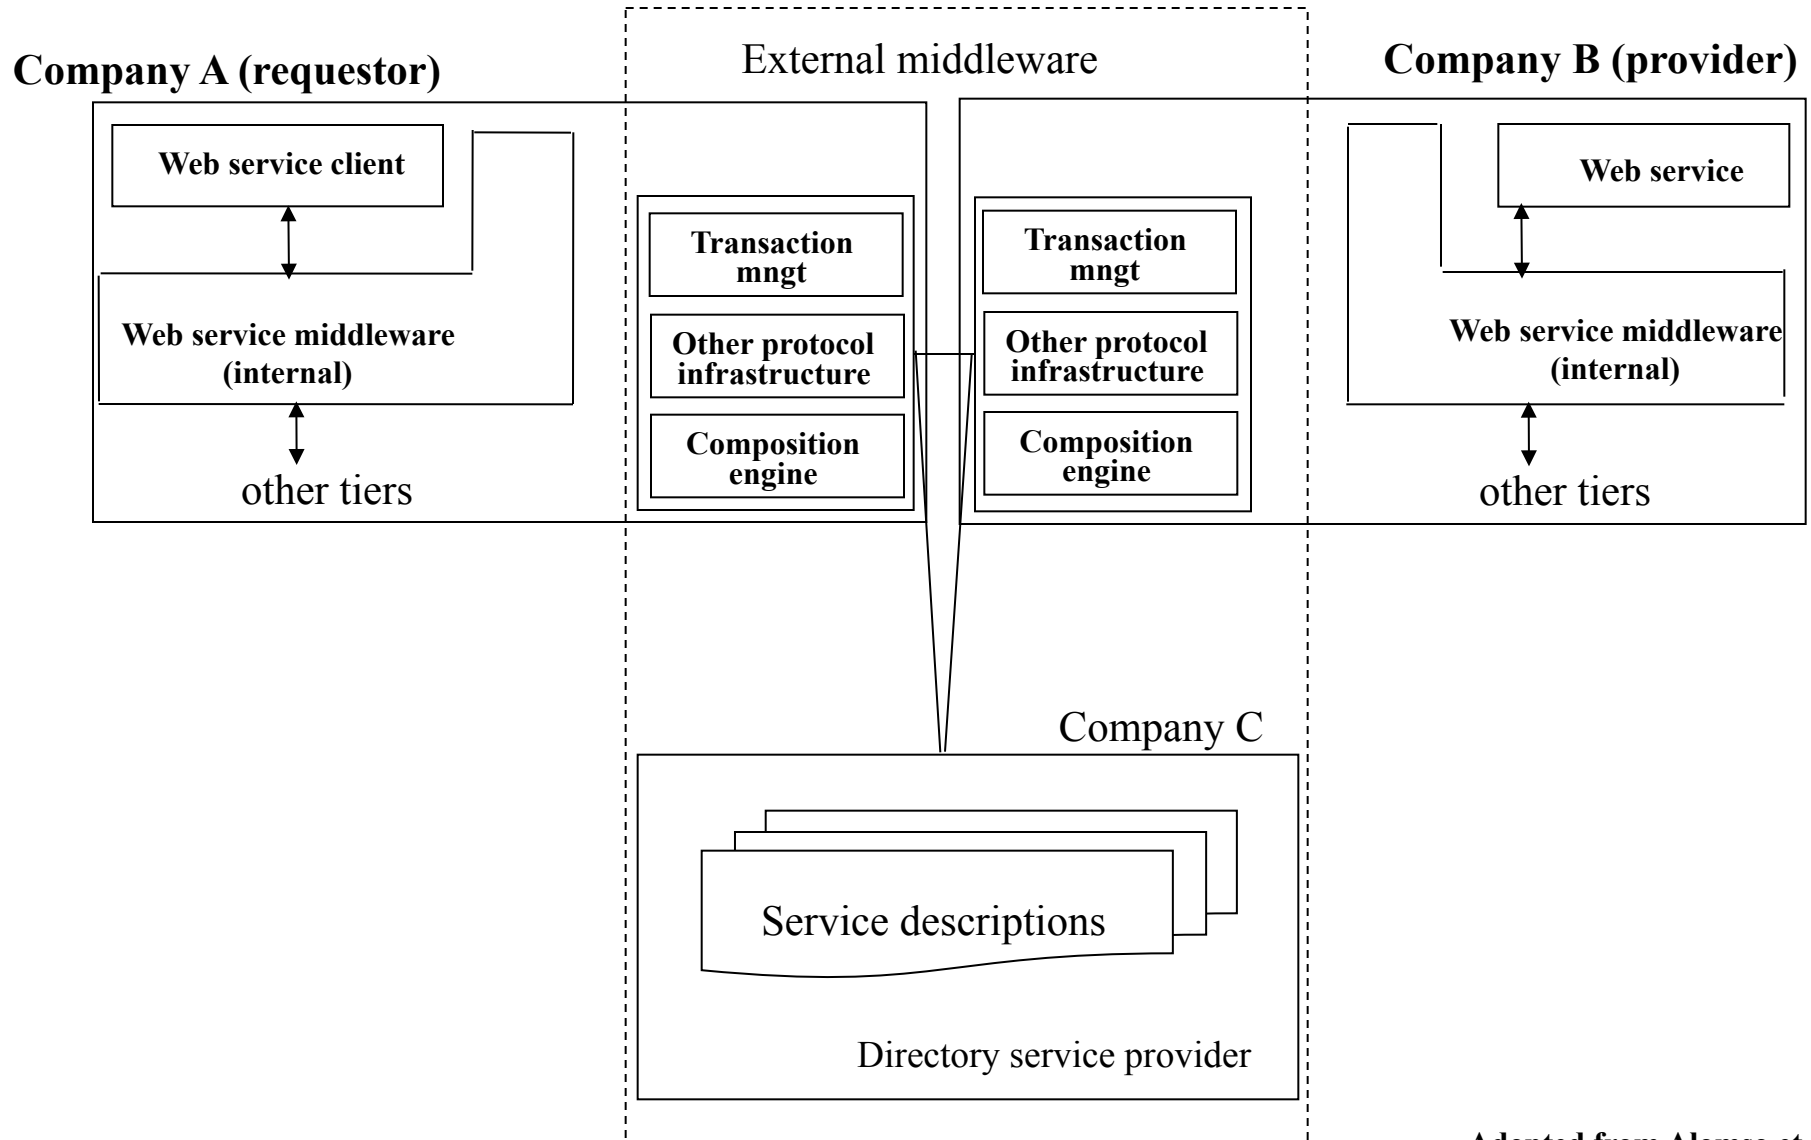 External middleware
Company A (requestor)
Company B (provider)
Web service client
Web service
Transaction
mngt
Transaction
mngt
Web service middleware
(internal)
Other protocol
infrastructure
Other protocol
infrastructure
Web service middleware
(internal)
Composition
engine
Composition
engine
other tiers
other tiers
Company C
Service descriptions
Directory service provider